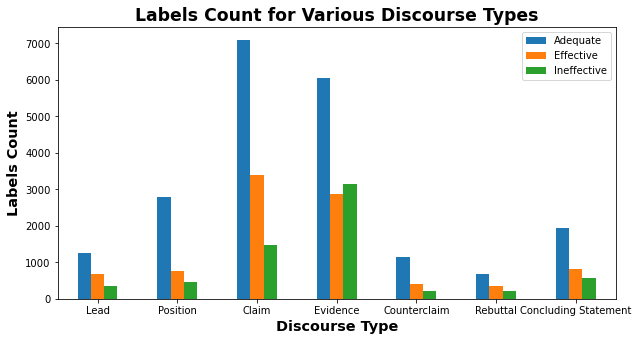 Labels Count for Various Discourse Types
Adequate
Effective
Ineffective
Labels Count
7000
6000
5000
4000
3000
2000
1000
0
Lead Position Claim Evidence Counterclaim Rebuttal Concluding Statement
Discourse Type